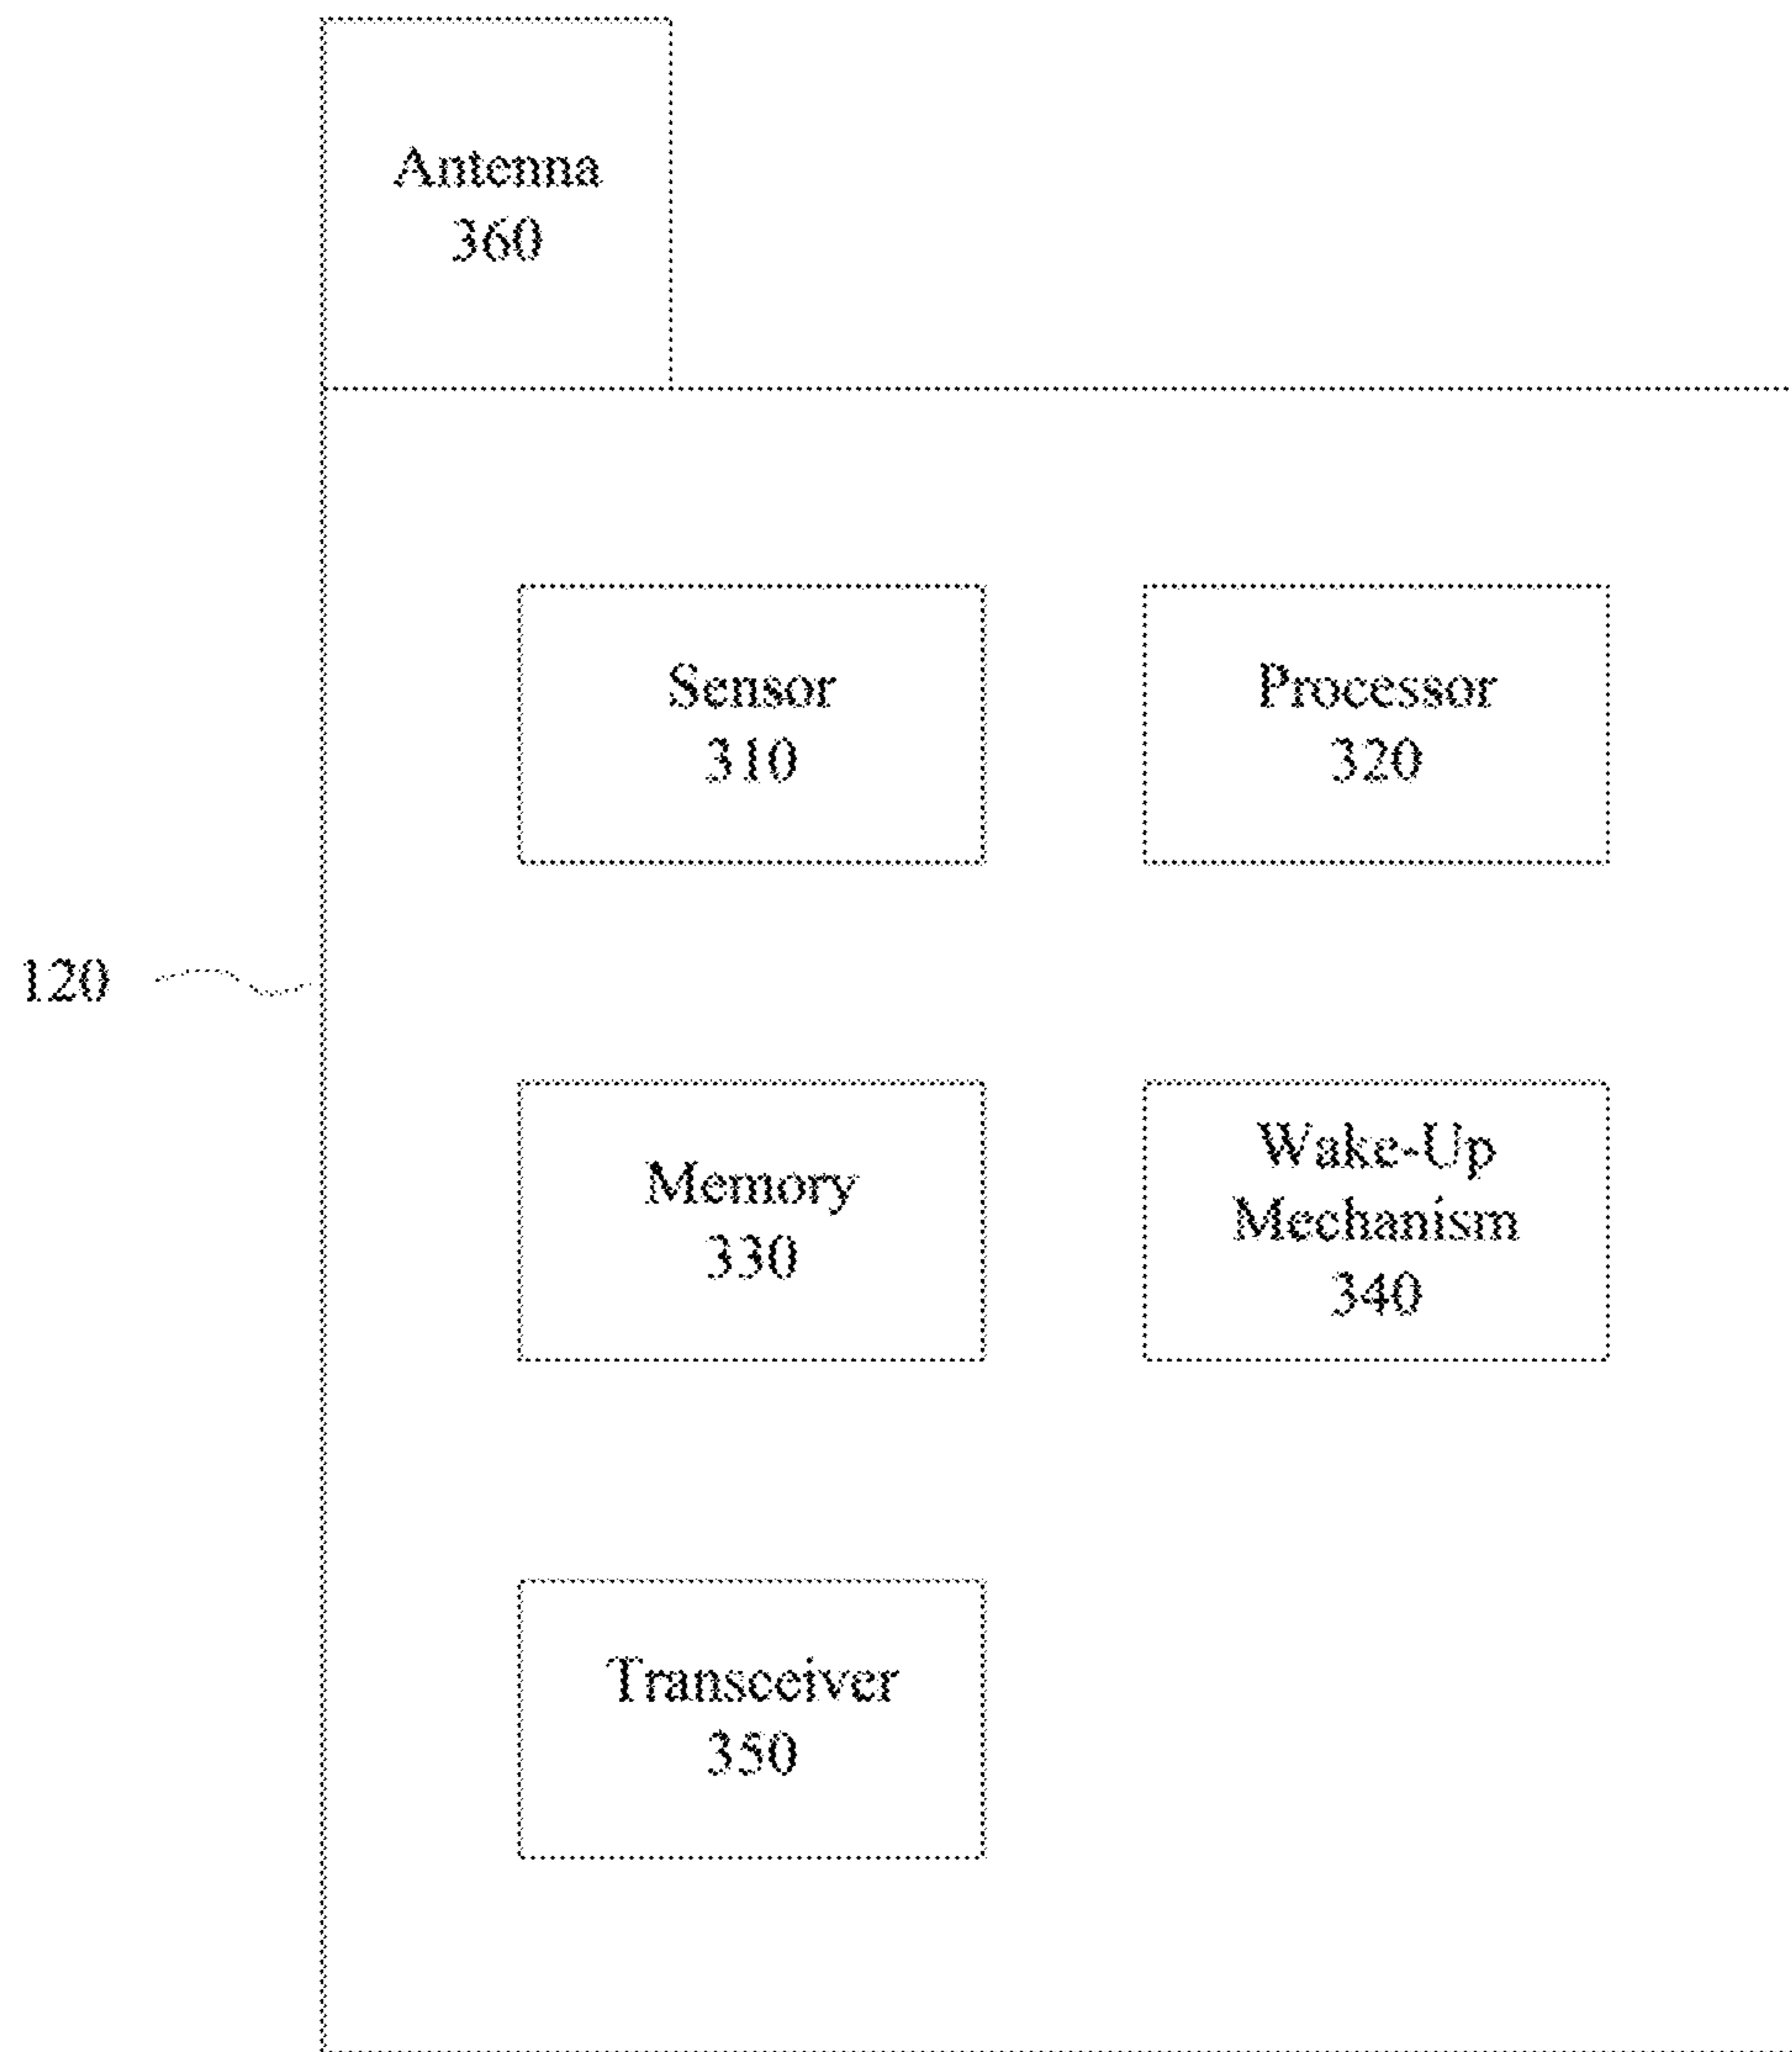 Antenna
360
Sensor
310
Processor
320
120
Memory
330
Wake-Up
Mechanism
340
Transceiver
350